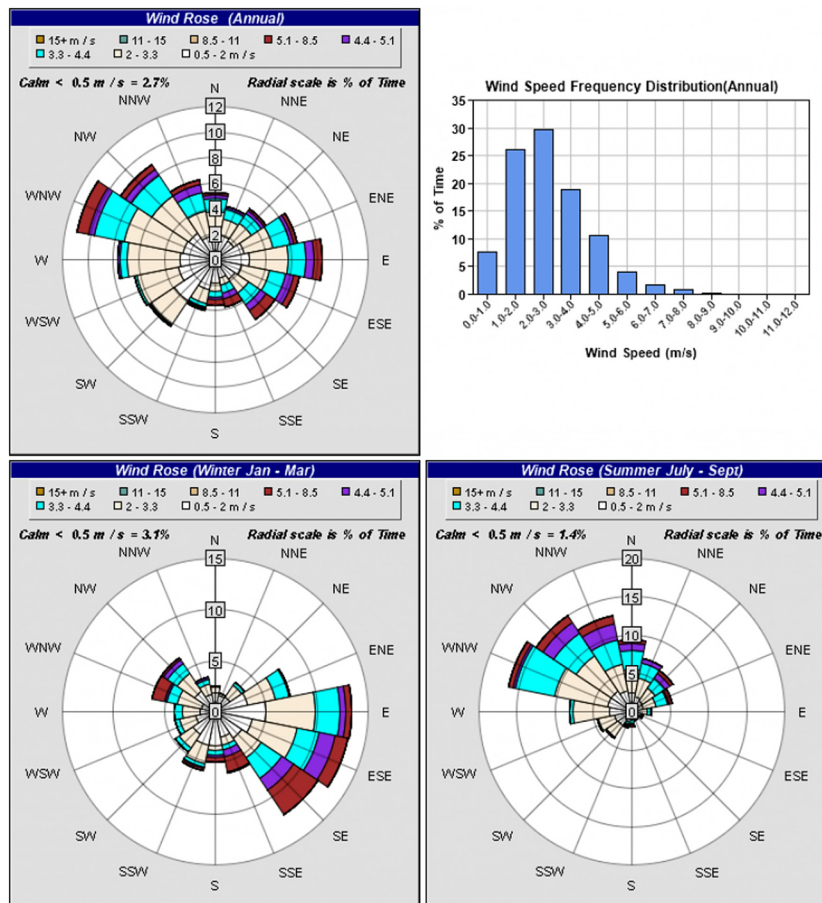 Wind Rose (Annual)
15+ m / s 11 - 15 8.5 - 11 5.1 - 8.5 4.4 - 5.1
3.3 - 4.4 2 - 3.3 0.5 - 2 m / s
Calm < 0.5 m / s = 2.7% Radial scale is % of Time
N
NNW NNE
NW NE
WNW ENE
W E
WSW ESE
SW SE
SSW SSE
S
12
10
8
6
4
2
0
Wind Speed Frequency Distribution(Annual)
% of Time
35
30
25
20
15
10
5
0
0.0-1.0 1.0-2.0 2.0-3.0 3.0-4.0 4.0-5.0 5.0-6.0 6.0-7.0 7.0-8.0 8.0-9.0 9.0-10.0 10.0-11.0 11.0-12.0
Wind Speed (m/s)
Wind Rose (Winter Jan - Mar)
15+ m / s 11 - 15 8.5 - 11 5.1 - 8.5 4.4 - 5.1
3.3 - 4.4 2 - 3.3 0.5 - 2 m / s
Calm < 0.5 m / s = 3.1% Radial scale is % of Time
N
NNW NNE
NW NE
WNW ENE
W E
WSW ESE
SW SE
SSW SSE
S
15
10
5
0
Wind Rose (Summer July - Sept)
15+ m / s 11 - 15 8.5 - 11 5.1 - 8.5 4.4 - 5.1
3.3 - 4.4 2 - 3.3 0.5 - 2 m / s
Calm < 0.5 m / s = 1.4% Radial scale is % of Time
N
NNW NNE
NW NE
WNW ENE
W E
WSW ESE
SW SE
SSW SSE
S
20
15
10
5
0